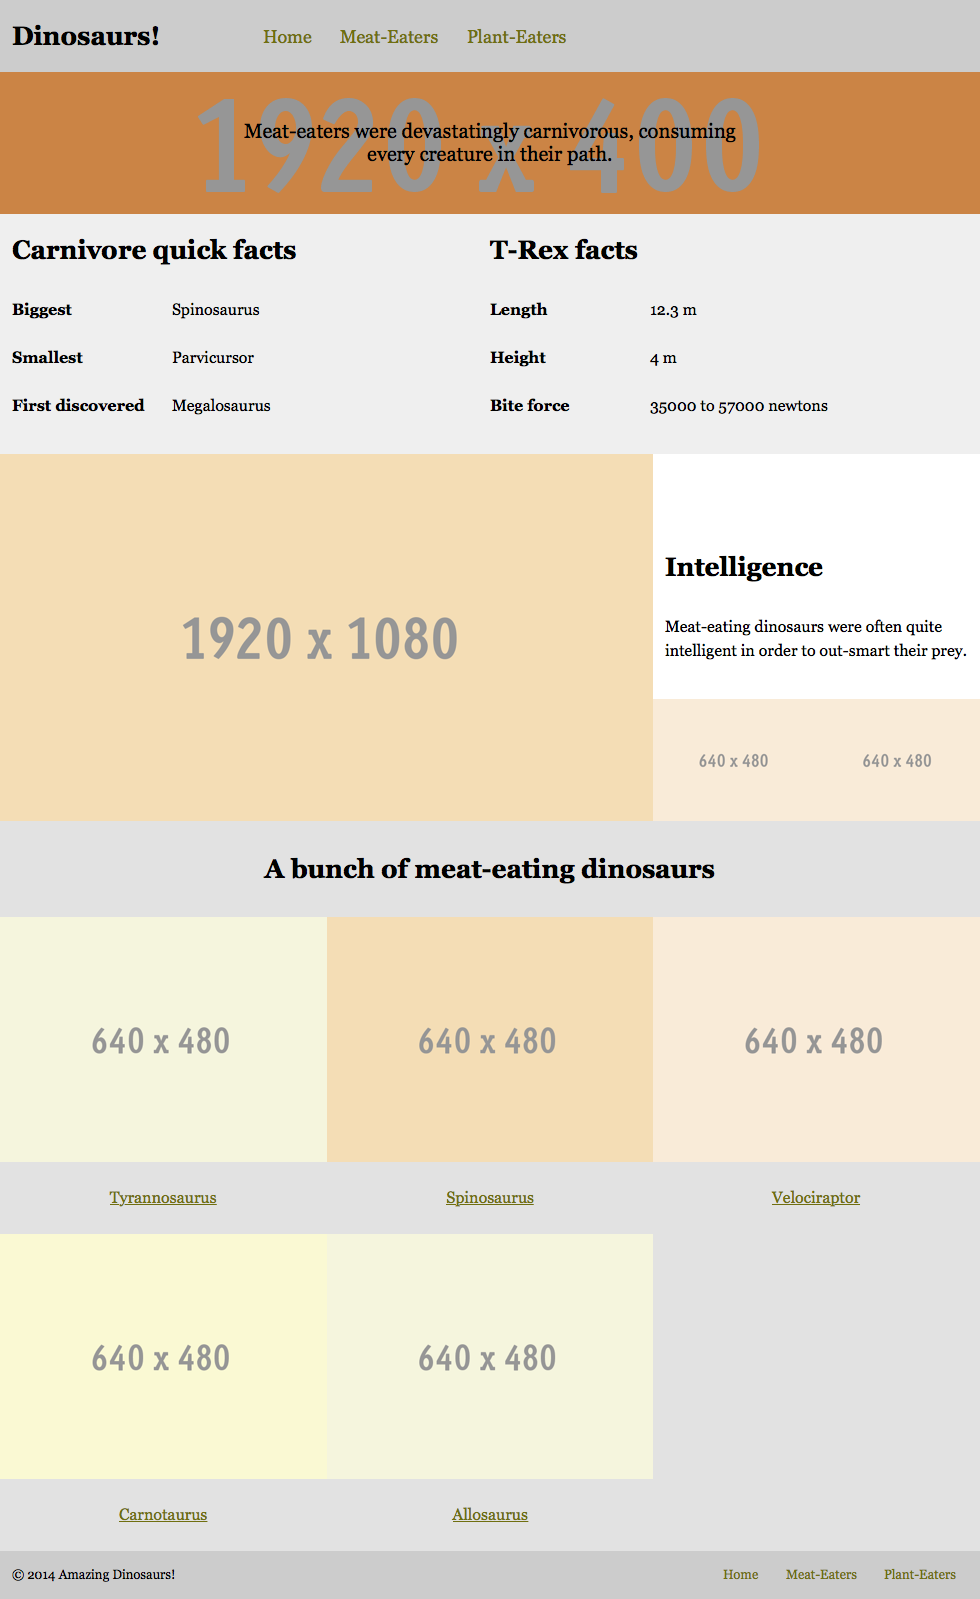 Dinosaurs!
Home Meat-Eaters Plant-Eaters
1920 x 400
Meat-eaters were devastatingly carnivorous, consuming
every creature in their path.
Carnivore quick facts
Biggest Spinosaurus
Smallest Parvicursor
First discovered Megalosaurus
T-Rex facts
Length 12.3 m
Height 4 m
Bite force 35000 to 57000 newtons
1920 x 1080
Intelligence
Meat-eating dinosaurs were often quite
intelligent in order to out-smart their prey.
640 x 480 640 x 480
A bunch of meat-eating dinosaurs
640 x 480 640 x 480 640 x 480
Tyrannosaurus Spinosaurus Velociraptor
640 x 480 640 x 480
Carnotaurus Allosaurus
© 2014 Amazing Dinosaurs! Home Meat-Eaters Plant-Eaters